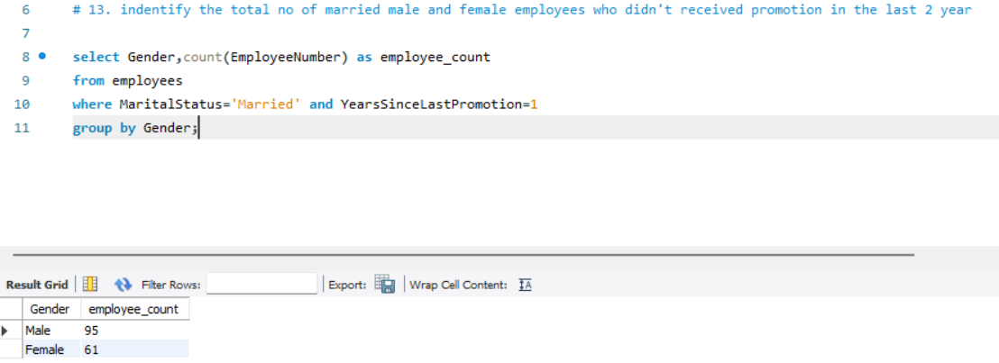 6 # 13. indentify the total no of married male and female employees who didn't received promotion in the last 2 year
7
8 select Gender,count(EmployeeNumber) as employee_count
9 from employees
10 where MaritalStatus='Married' and YearsSinceLastPromotion=1
11 group by Gender;
Result Grid Filter Rows: Export: Wrap Cell Content: IA
Gender employee_count
Male 95
Female 61